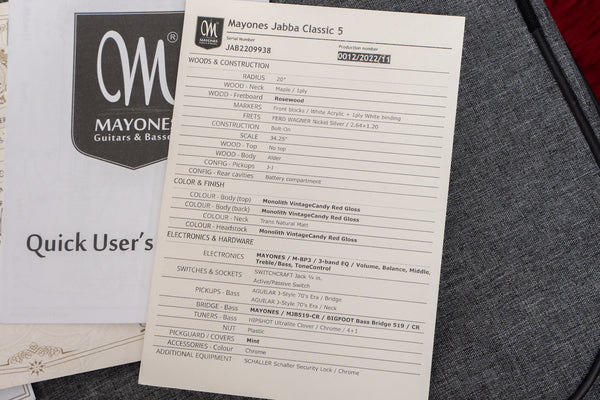 M
MAYONES
Guitars & Basses
Mayones Jabba Classic 5
Serial Number
JAB2209938
Production number
0012/2022/11
WOODS & CONSTRUCTION
RADIUS 20"
WOOD - Neck Maple / 1ply
WOOD - Fretboard Rosewood
MARKERS Front blocks / White Acrylic + 1ply White binding
FRETS FERD WAGNER Nickel Silver / 2,64×1.20
CONSTRUCTION Bolt-On
SCALE 34.25"
WOOD - Top No top
WOOD - Body Alder
CONFIG - Pickups J-J
CONFIG - Rear cavities Battery compartment
COLOR & FINISH
COLOUR - Body (top) Monolith VintageCandy Red Gloss
COLOUR - Body (back) Monolith VintageCandy Red Gloss
COLOUR - Neck Trans Natural Matt
COLOUR - Headstock Monolith VintageCandy Red Gloss
ELECTRONICS & HARDWARE
ELECTRONICS MAYONES / M-BP3 / 3-band EQ / Volume, Balance, Middle,
Treble/Bass, ToneControl
SWITCHES & SOCKETS SWITCHCRAFT Jack ¼ in.
Active/Passive Switch
PICKUPS - Bass AGUILAR J-Style 70's Era / Bridge
AGUILAR J-Style 70's Era / Neck
BRIDGE - Bass MAYONES / MJB519-CR / BIGFOOT Bass Bridge 519 / CR
TUNERS - Bass HIPSHOT Ultralite Clover / Chrome / 4+1
NUT Plastic
PICKGUARD / COVERS Mint
ACCESSORIES - Colour Chrome
ADDITIONAL EQUIPMENT SCHALLER Schaller Security Lock / Chrome
M ®
MAYONES
Guitars & Basse
Quick User's